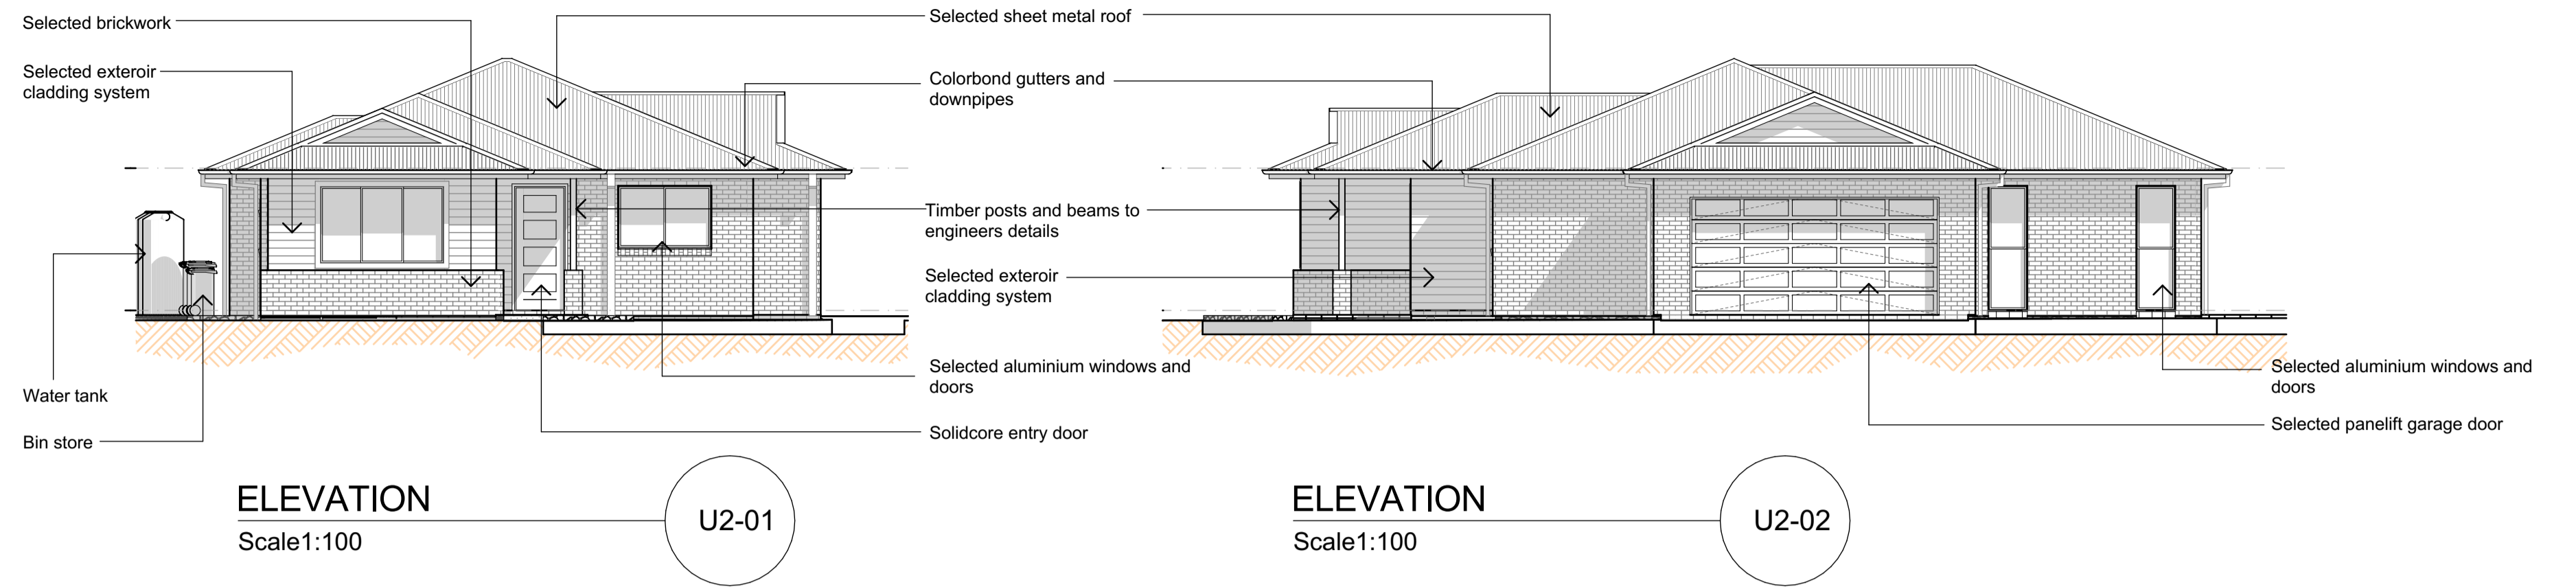 Selected brickwork
Selected exteroir
cladding system
Water tank
Bin store
Selected sheet metal roof
Colorbond gutters and
downpipes
Timber posts and beams to
engineers details
Selected exteroir
cladding system
Selected aluminium windows and
doors
Solidcore entry door
Selected aluminium windows and
doors
Selected panelift garage door
ELEVATION
Scale1:100
U2-01
ELEVATION
Scale1:100
U2-02